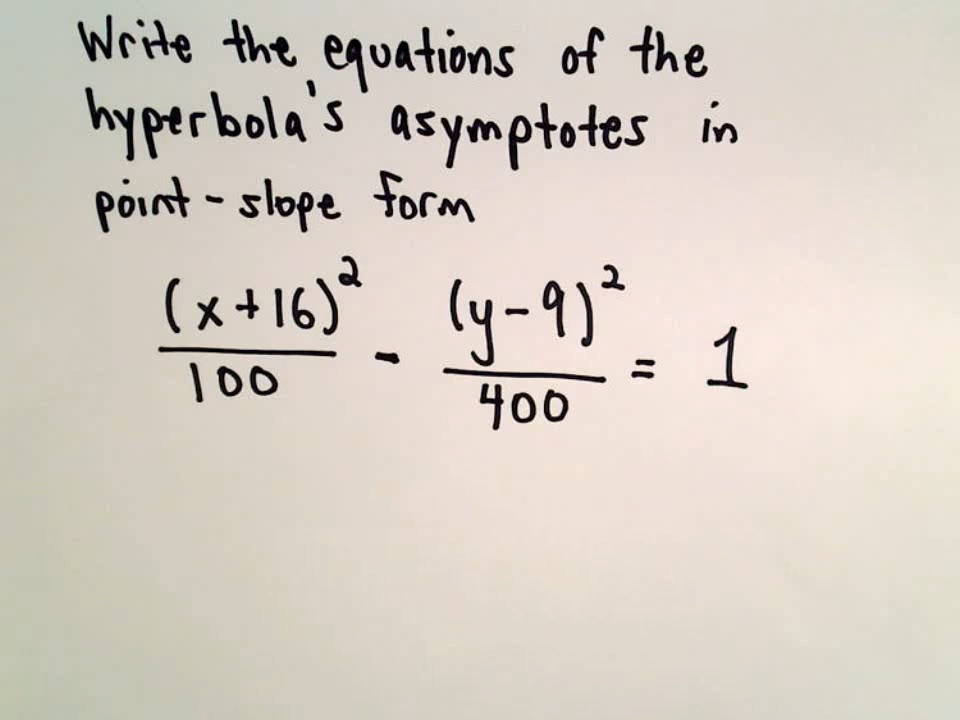 Write the equations of the
hyperbola's asymptotes in
point-slope form
(x+16)² / 100 - (y-9)² / 400 = 1